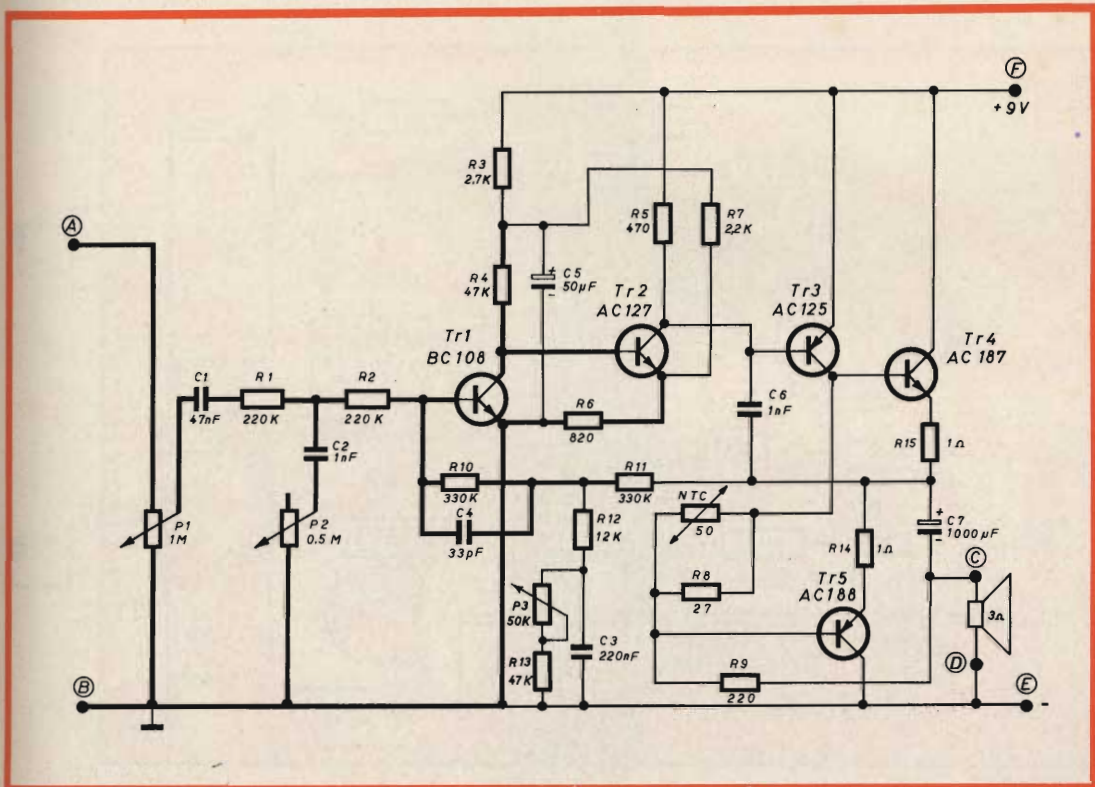 F
+9V
R3
2.7K
A
R5
470
R7
2,2K
R4
47K
+
C5
50µF
-
Tr2
AC127
Tr3
AC125
Tr1
BC108
Tr4
AC 187
C1
47nF
R1
220K
R2
220K
R6
820
C6
1nF
C2
1nF
R15
1Ω
R10
330K
R11
330K
NTC
50
C4
33pF
R12
12K
+
C7
1000µF
-
P1
1M
P2
0.5 M
R14
1Ω
C
Tr5
AC188
R8
27
3Ω
P3
50K
C3
220nF
R13
47K
R9
220
D
B
E
-